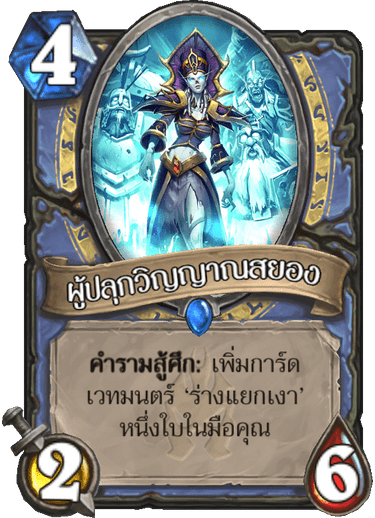 4
ผู้ปลุกวิญญาณสยอง
คำรามสู้ศึก: เพิ่มการ์ด
เวทมนตร์ ‘ร่างแยกเงา’
หนึ่งใบในมือคุณ
2
6